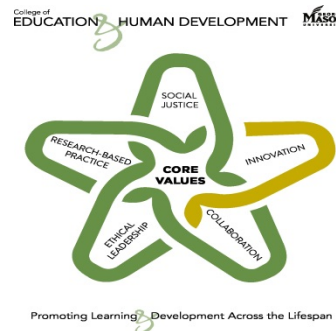 College of
EDUCATION & HUMAN DEVELOPMENT
MASON
SOCIAL
JUSTICE
RESEARCH-BASED
PRACTICE
INNOVATION
CORE
VALUES
ETHICAL
LEADERSHIP
COLLABORATION
Promoting Learning & Development Across the Lifespan